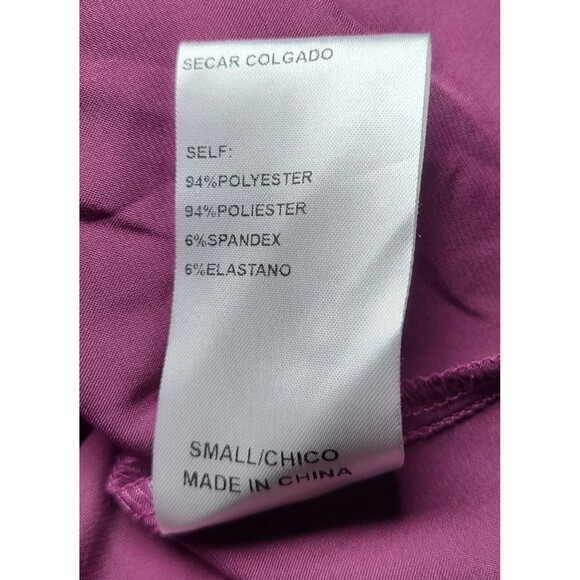 SECAR COLGADO
SELF:
94%POLYESTER
94%POLIESTER
6%SPANDEX
6%ELASTANO
SMALL/CHICO
MADE IN CHINA